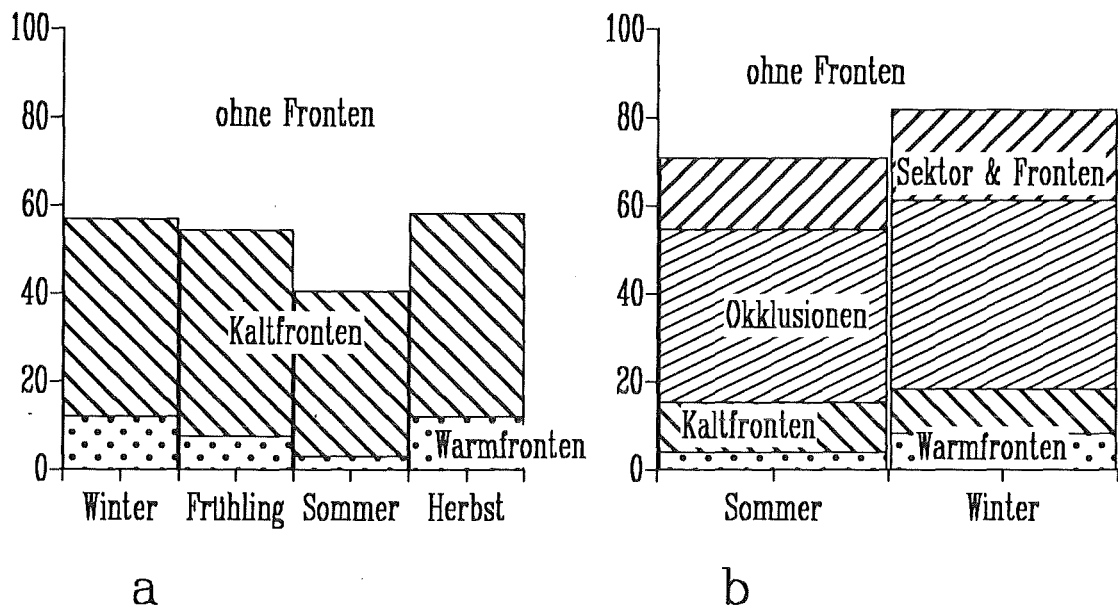 100
80
60
40
20
0
ohne Fronten
Kaltfronten
Warmfronten
Winter Frühling Sommer Herbst
a
100
80
60
40
20
0
ohne Fronten
Sektor & Fronten
Okklusionen
Kaltfronten
Warmfronten
Sommer Winter
b